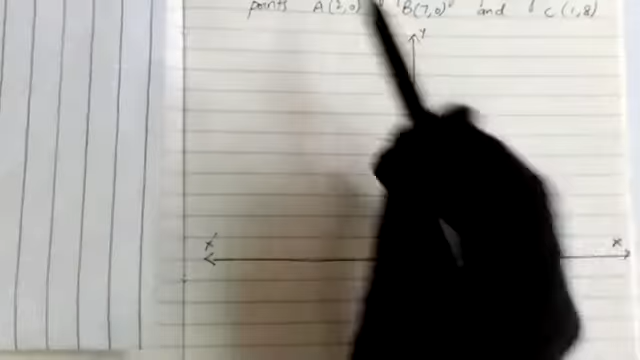 points A(2,0) B(7,0) and C(1,8)
y
x' x